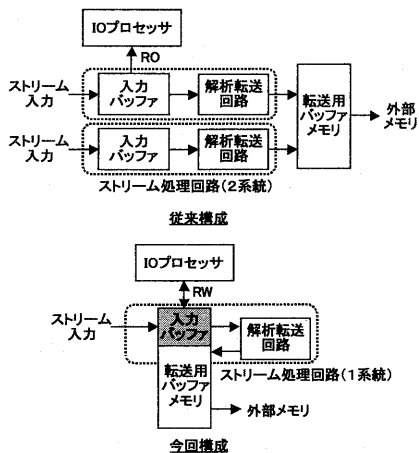 IOプロセッサ
RO
ストリーム
入力
入力
バッファ
解析転送
回路
転送用
バッファ
メモリ
外部
メモリ
ストリーム
入力
入力
バッファ
解析転送
回路
ストリーム処理回路(2系統)
従来構成
IOプロセッサ
RW
ストリーム
入力
入力
バッファ
解析転送
回路
転送用
バッファ
メモリ
ストリーム処理回路(1系統)
外部メモリ
今回構成